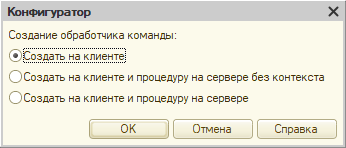 Конфигуратор
Создание обработчика команды:
Создать на клиенте
Создать на клиенте и процедуру на сервере без контекста
Создать на клиенте и процедуру на сервере
OK Отмена Справка